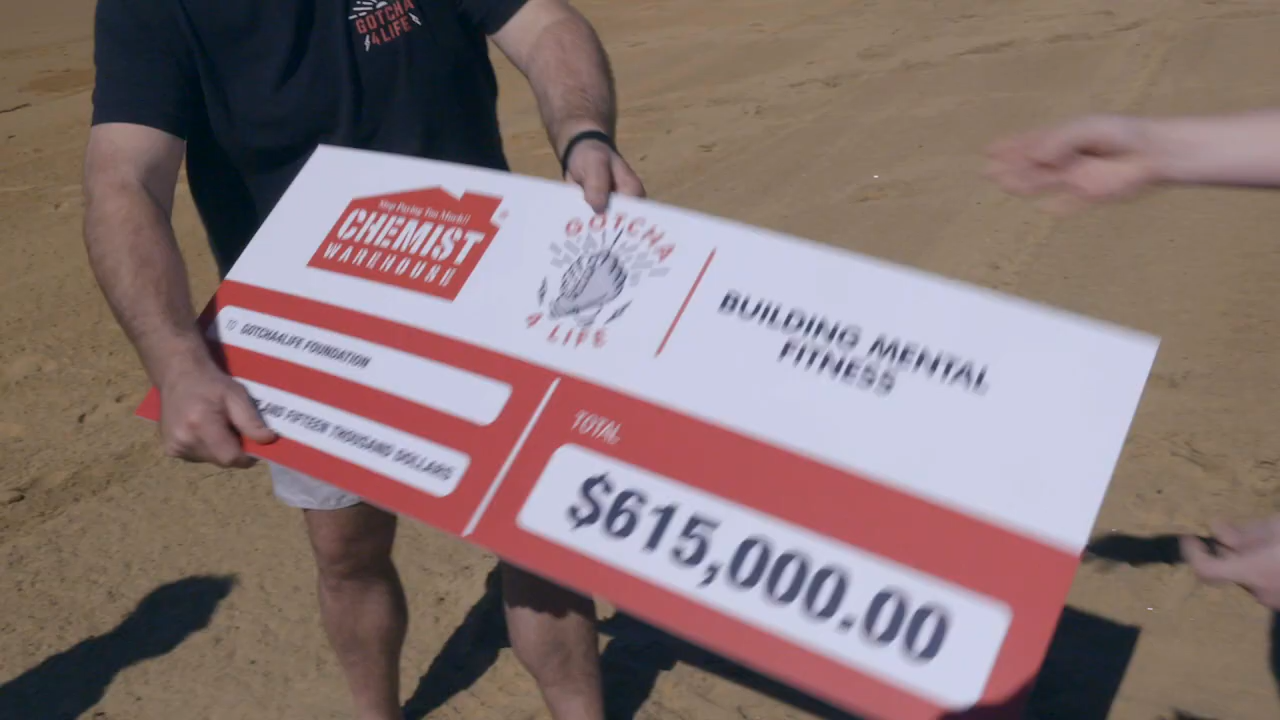 GOTCHA
4 LIFE
Stop Paying Too Much!!
CHEMIST
WAREHOUSE
GOTCHA
4 LIFE
BUILDING MENTAL
FITNESS
TO GOTCHA4LIFE FOUNDATION
AND FIFTEEN THOUSAND DOLLARS
TOTAL
$615,000.00